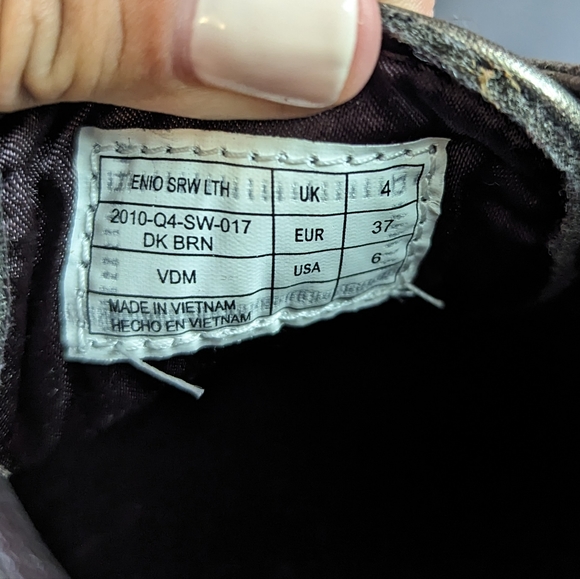 ENIO SRW LTH UK 4
2010-Q4-SW-017
DK BRN EUR 37
VDM USA 6
MADE IN VIETNAM
HECHO EN VIETNAM